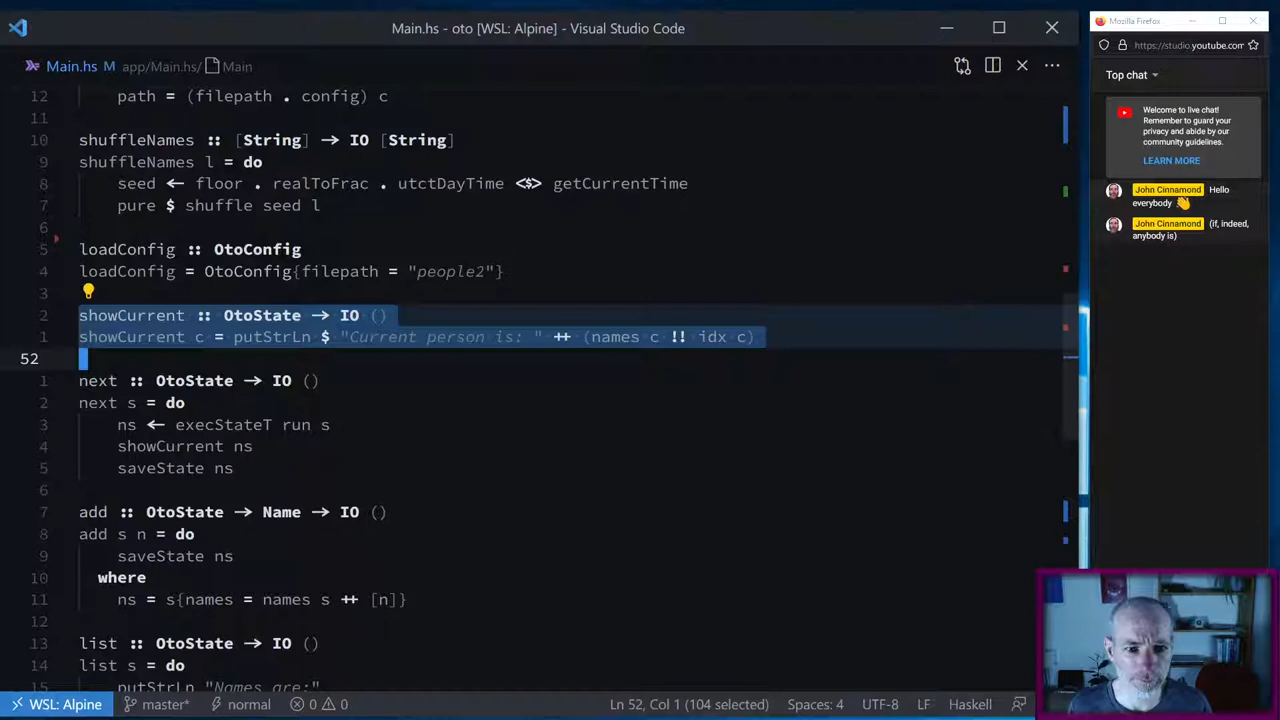 Main.hs - oto [WSL: Alpine] - Visual Studio Code
Main.hs M app/Main.hs/ Main
12 path = (filepath . config) c
11
10 shuffleNames :: [String] → IO [String]
9 shuffleNames l = do
8 seed ← floor . realToFrac . utctDayTime <$> getCurrentTime
7 pure $ shuffle seed l
6
5 loadConfig :: OtoConfig
4 loadConfig = OtoConfig{filepath = "people2"}
3
2 showCurrent :: OtoState → IO ()
1 showCurrent c = putStrLn $ "Current person is: " ++ (names c !! idx c)
52
1 next :: OtoState → IO ()
2 next s = do
3 ns ← execStateT run s
4 showCurrent ns
5 saveState ns
6
7 add :: OtoState → Name → IO ()
8 add s n = do
9 saveState ns
10 where
11 ns = s{names = names s ++ [n]}
12
13 list :: OtoState → IO ()
14 list s = do
15 putStrLn "Names are:"
WSL: Alpine master* normal 0 0 Ln 52, Col 1 (104 selected) Spaces: 4 UTF-8 LF Haskell
Mozilla Firefox
https://studio.youtube.com
Top chat
Welcome to live chat!
Remember to guard your
privacy and abide by our
community guidelines.
LEARN MORE
John Cinnamond Hello
everybody 👋
John Cinnamond (if, indeed,
anybody is)